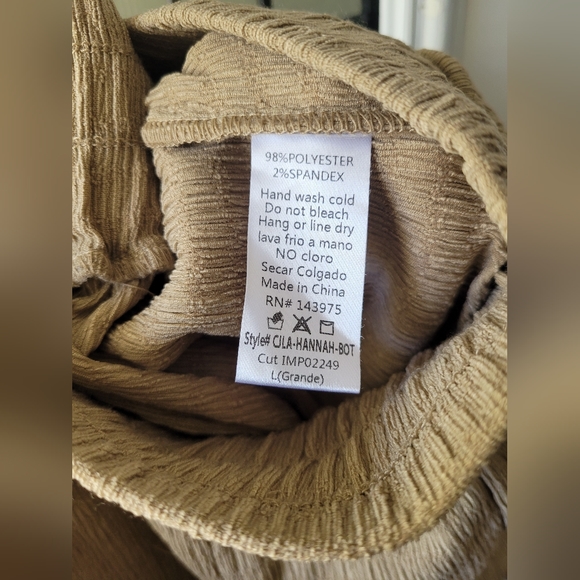 98%POLYESTER
2%SPANDEX
Hand wash cold
Do not bleach
Hang or line dry
lava frio a mano
NO cloro
Secar Colgado
Made in China
RN# 143975
Style# CJLA-HANNAH-BOT
Cut IMP02249
L(Grande)